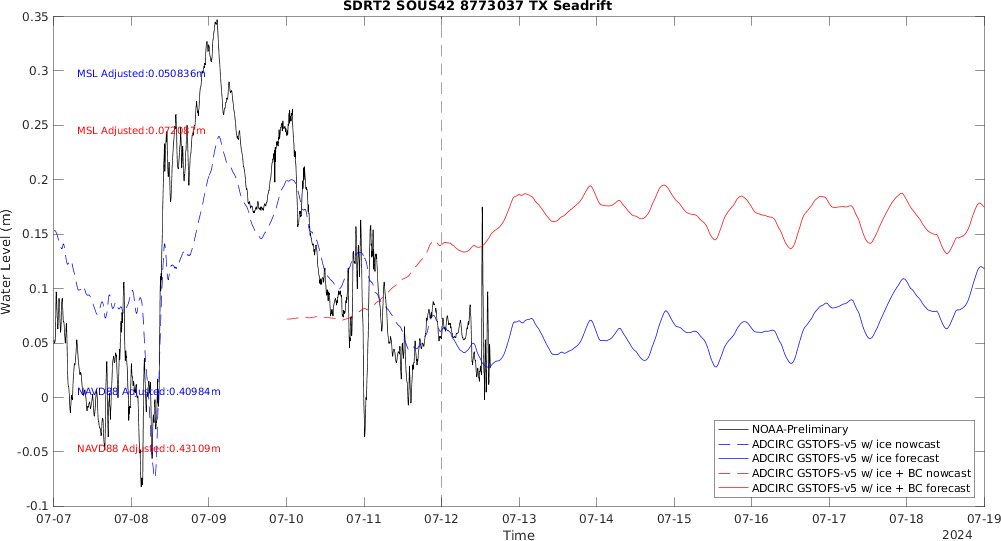 SDRT2 SOUS42 8773037 TX Seadrift
0.35
0.3
0.25
0.2
0.15
0.1
0.05
0
-0.05
-0.1
Water Level (m)
MSL Adjusted:0.050836m
MSL Adjusted:0.072087m
NAVD88 Adjusted:0.40984m
NAVD88 Adjusted:0.43109m
NOAA-Preliminary
ADCIRC GSTOFS-v5 w/ ice nowcast
ADCIRC GSTOFS-v5 w/ ice forecast
ADCIRC GSTOFS-v5 w/ ice + BC nowcast
ADCIRC GSTOFS-v5 w/ ice + BC forecast
07-07 07-08 07-09 07-10 07-11 07-12 07-13 07-14 07-15 07-16 07-17 07-18 07-19
Time
2024